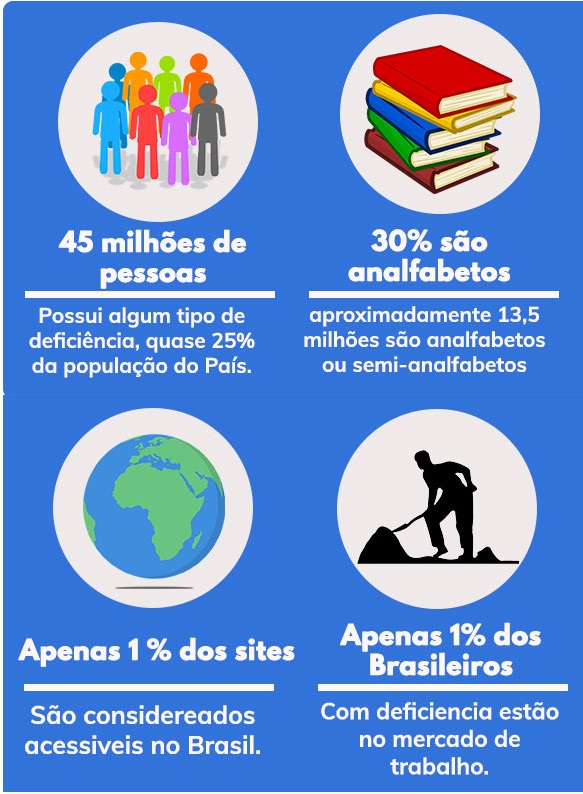 45 milhões de
pessoas
Possui algum tipo de
deficiência, quase 25%
da população do País.
30% são
analfabetos
aproximadamente 13,5
milhões são analfabetos
ou semi-analfabetos
Apenas 1 % dos sites
São considereados
acessiveis no Brasil.
Apenas 1% dos
Brasileiros
Com deficiencia estão
no mercado de
trabalho.